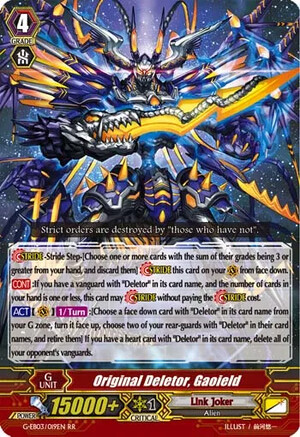 4
GRADE
Strict orders are destroyed by "those who have not".
STRIDE -Stride Step-[Choose one or more cards with the sum of their grades being 3 or
greater from your hand, and discard them] STRIDE this card on your (V) from face down.
CONT :If you have a vanguard with "Deletor" in its card name, and the number of cards in
your hand is one or less, this card may STRIDE without paying the STRIDE cost.
ACT [1/Turn] :[Choose a face down card with "Deletor" in its card name from
your G zone, turn it face up, choose two of your rear-guards with "Deletor" in their card
names, and retire them] If you have a heart card with "Deletor" in its card name, delete all of
your opponent's vanguards.
G
UNIT
Original Deletor, Gaoield
POWER
15000+
1
CRITICAL
Link Joker
Alien
G-EB03/019EN RR
ILLUST / 前河悠一